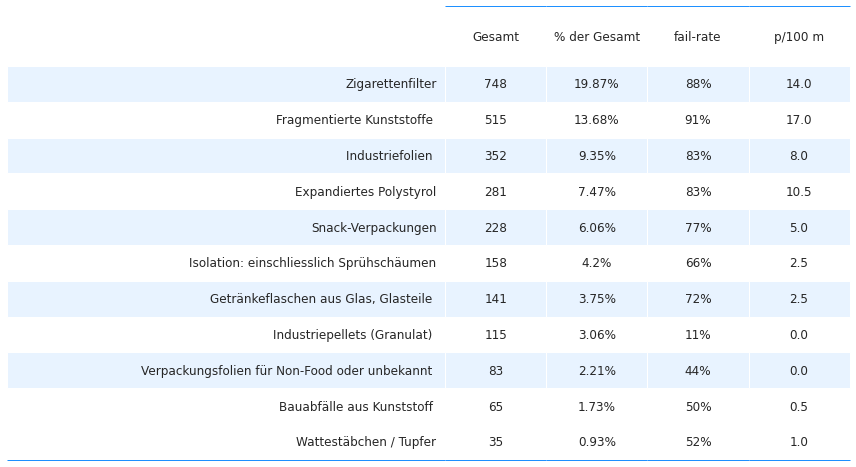 Gesamt % der Gesamt fail-rate p/100 m
Zigarettenfilter 748 19.87% 88% 14.0
Fragmentierte Kunststoffe 515 13.68% 91% 17.0
Industriefolien 352 9.35% 83% 8.0
Expandiertes Polystyrol 281 7.47% 83% 10.5
Snack-Verpackungen 228 6.06% 77% 5.0
Isolation: einschliesslich Sprühschäumen 158 4.2% 66% 2.5
Getränkeflaschen aus Glas, Glasteile 141 3.75% 72% 2.5
Industriepellets (Granulat) 115 3.06% 11% 0.0
Verpackungsfolien für Non-Food oder unbekannt 83 2.21% 44% 0.0
Bauabfälle aus Kunststoff 65 1.73% 50% 0.5
Wattestäbchen / Tupfer 35 0.93% 52% 1.0